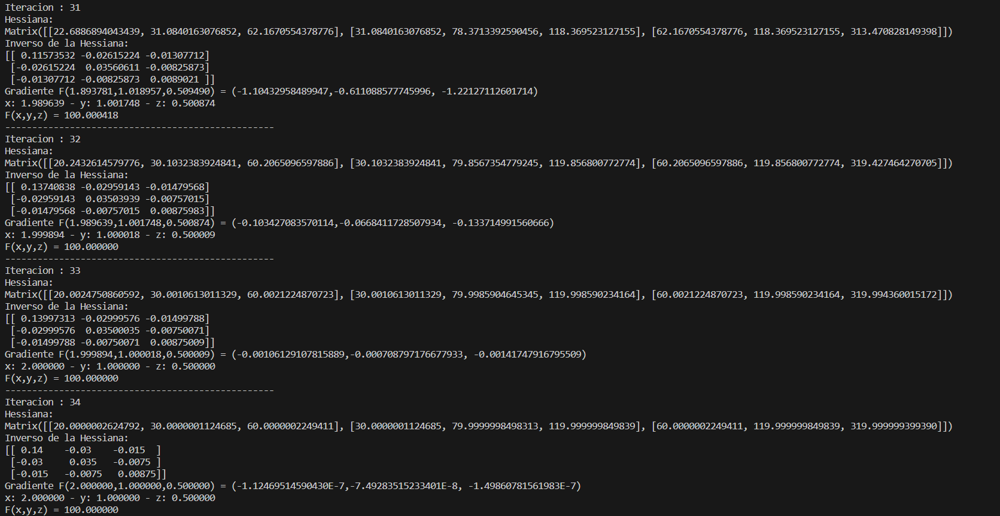 Iteracion : 31
Hessiana:
Matrix([[22.6886894043439, 31.0840163076852, 62.1670554378776], [31.0840163076852, 78.3713392590456, 118.369523127155], [62.1670554378776, 118.369523127155, 313.470828149398]])
Inverso de la Hessiana:
[[ 0.11573532 -0.02615224 -0.01307712]
 [-0.02615224  0.03560611 -0.00825873]
 [-0.01307712 -0.00825873  0.0089021 ]]
Gradiente F(1.893781,1.018957,0.509490) = (-1.10432958489947,-0.611088577745996, -1.22127112601714)
x: 1.989639 - y: 1.001748 - z: 0.500874
F(x,y,z) = 100.000418
--------------------------------------------------
Iteracion : 32
Hessiana:
Matrix([[20.2432614579776, 30.1032383924841, 60.2065096597886], [30.1032383924841, 79.8567354779245, 119.856800772774], [60.2065096597886, 119.856800772774, 319.427464270705]])
Inverso de la Hessiana:
[[ 0.13740838 -0.02959143 -0.01479568]
 [-0.02959143  0.03503939 -0.00757015]
 [-0.01479568 -0.00757015  0.00875983]]
Gradiente F(1.989639,1.001748,0.500874) = (-0.103427083570114,-0.0668411728507934, -0.133714991560666)
x: 1.999894 - y: 1.000018 - z: 0.500009
F(x,y,z) = 100.000000
--------------------------------------------------
Iteracion : 33
Hessiana:
Matrix([[20.0024750860592, 30.0010613011329, 60.0021224870723], [30.0010613011329, 79.9985904645345, 119.998590234164], [60.0021224870723, 119.998590234164, 319.994360015172]])
Inverso de la Hessiana:
[[ 0.13997313 -0.02999576 -0.01499788]
 [-0.02999576  0.03500035 -0.00750071]
 [-0.01499788 -0.00750071  0.00875009]]
Gradiente F(1.999894,1.000018,0.500009) = (-0.00106129107815889,-0.000708797176677933, -0.00141747916795509)
x: 2.000000 - y: 1.000000 - z: 0.500000
F(x,y,z) = 100.000000
--------------------------------------------------
Iteracion : 34
Hessiana:
Matrix([[20.0000002624792, 30.0000001124685, 60.0000002249411], [30.0000001124685, 79.9999998498313, 119.999999849839], [60.0000002249411, 119.999999849839, 319.999999399390]])
Inverso de la Hessiana:
[[ 0.14    -0.03    -0.015  ]
 [-0.03     0.035   -0.0075 ]
 [-0.015   -0.0075   0.00875]]
Gradiente F(2.000000,1.000000,0.500000) = (-1.12469514590430E-7,-7.49283515233401E-8, -1.49860781561983E-7)
x: 2.000000 - y: 1.000000 - z: 0.500000
F(x,y,z) = 100.000000